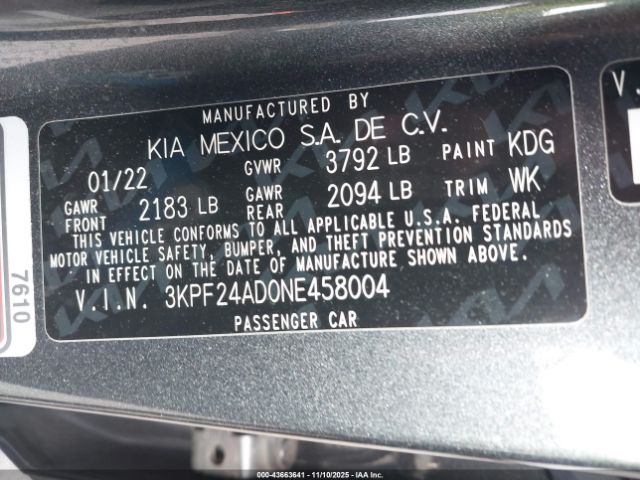 MANUFACTURED BY
KIA MEXICO S.A. DE C.V.
01/22 GVWR 3792 LB PAINT KDG
GAWR FRONT 2183 LB GAWR REAR 2094 LB TRIM WK
THIS VEHICLE CONFORMS TO ALL APPLICABLE U.S.A. FEDERAL
MOTOR VEHICLE SAFETY, BUMPER, AND THEFT PREVENTION STANDARDS
IN EFFECT ON THE DATE OF MANUFACTURE SHOWN ABOVE.
V.I.N. 3KPF24AD0NE458004
PASSENGER CAR
7610
V.
00-43663641 - 11/10/2025 - IAA Inc.